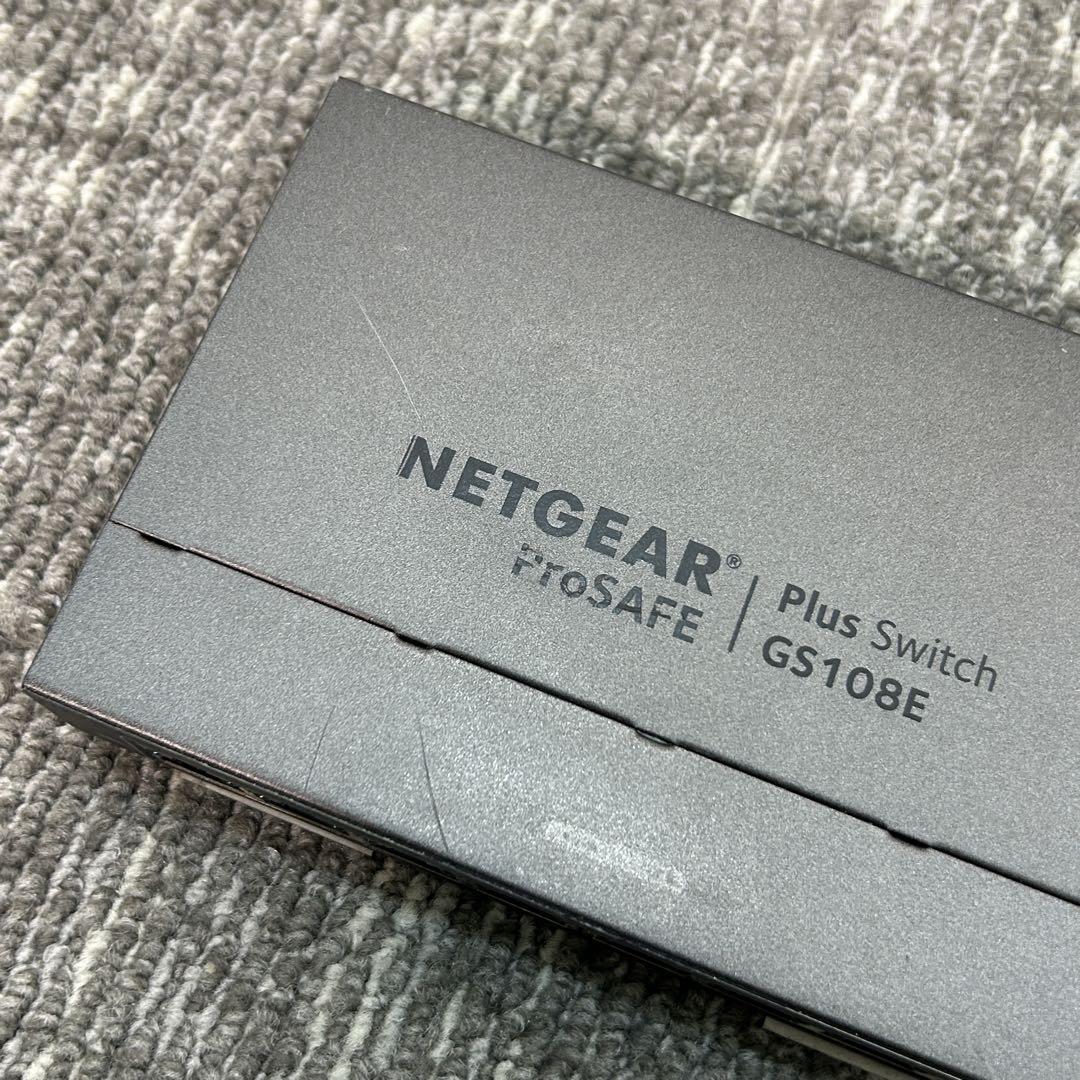 NETGEAR®
ProSAFE
Plus Switch
GS108E